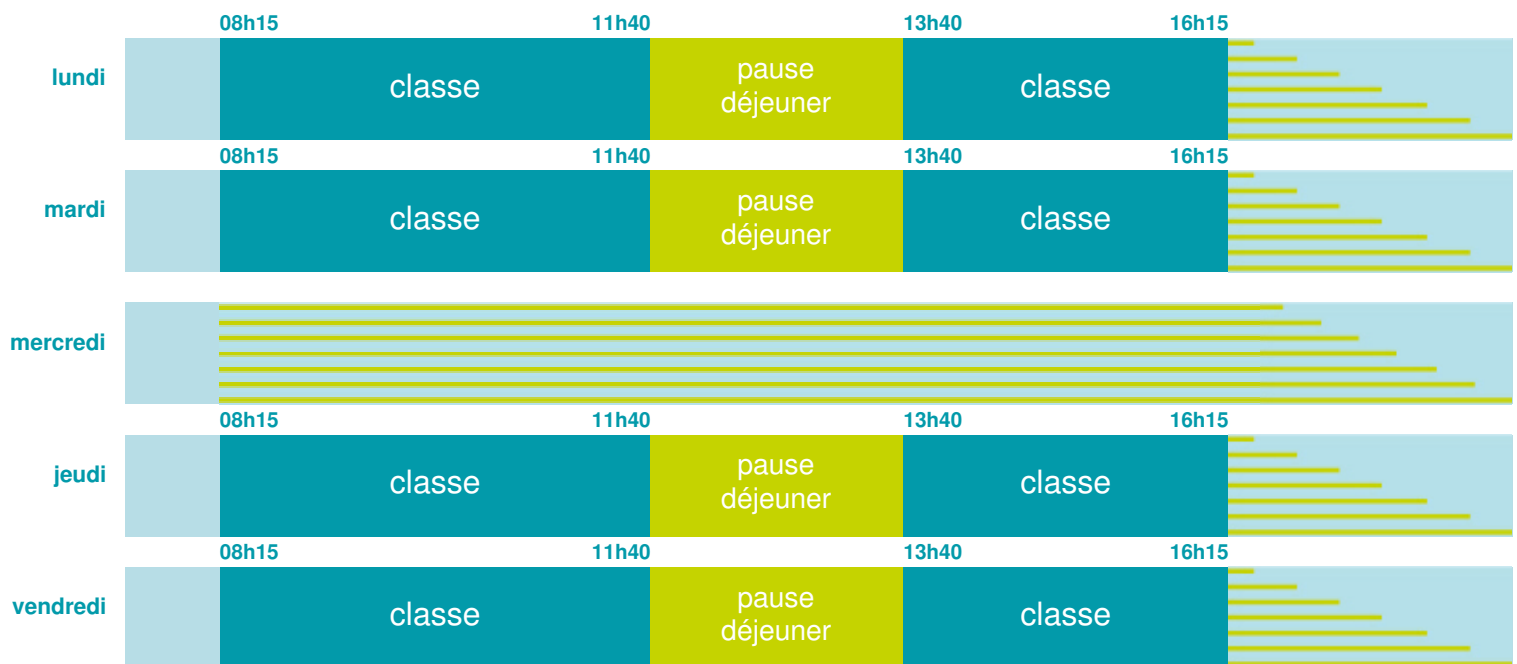 08h15 11h40 13h40 16h15
lundi classe pause déjeuner classe
08h15 11h40 13h40 16h15
mardi classe pause déjeuner classe
mercredi
08h15 11h40 13h40 16h15
jeudi classe pause déjeuner classe
08h15 11h40 13h40 16h15
vendredi classe pause déjeuner classe